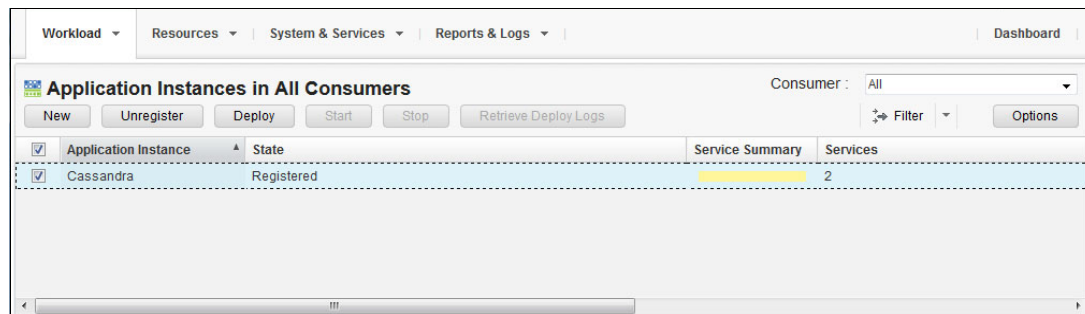 Workload Resources System & Services Reports & Logs Dashboard
Application Instances in All Consumers Consumer : All
New Unregister Deploy Start Stop Retrieve Deploy Logs Filter Options
Application Instance State Service Summary Services
Cassandra Registered 2